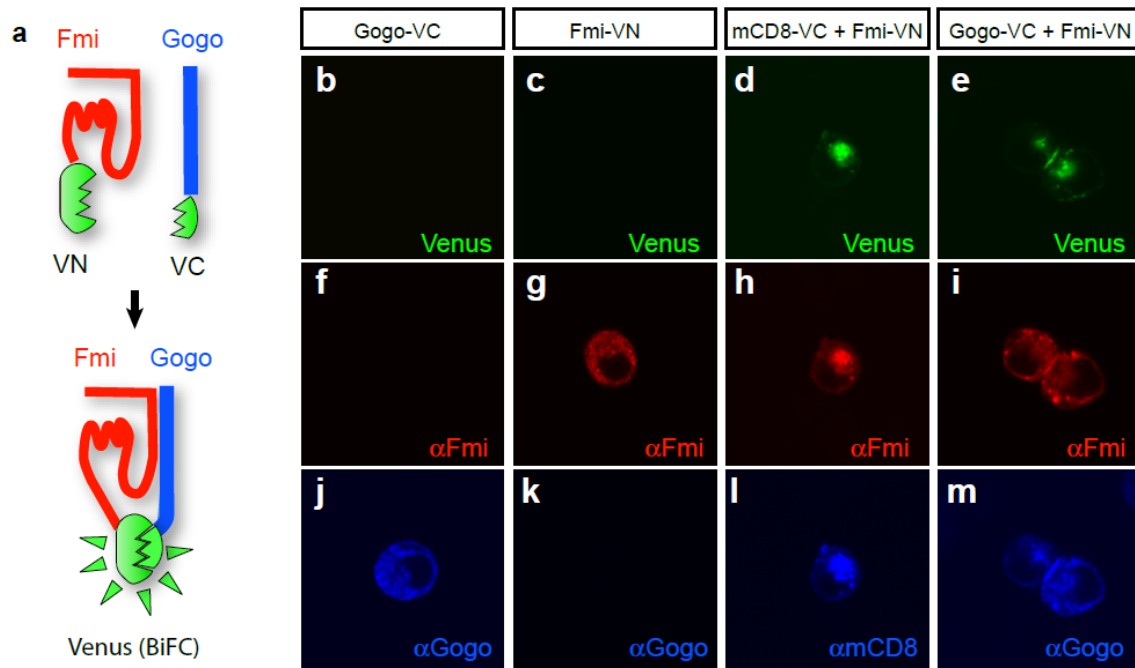 a
Fmi Gogo
VN VC
Fmi Gogo
Venus (BiFC)
Gogo-VC Fmi-VN mCD8-VC + Fmi-VN Gogo-VC + Fmi-VN
b c d e
Venus Venus Venus Venus
f g h i
αFmi αFmi αFmi αFmi
j k l m
αGogo αGogo αmCD8 αGogo